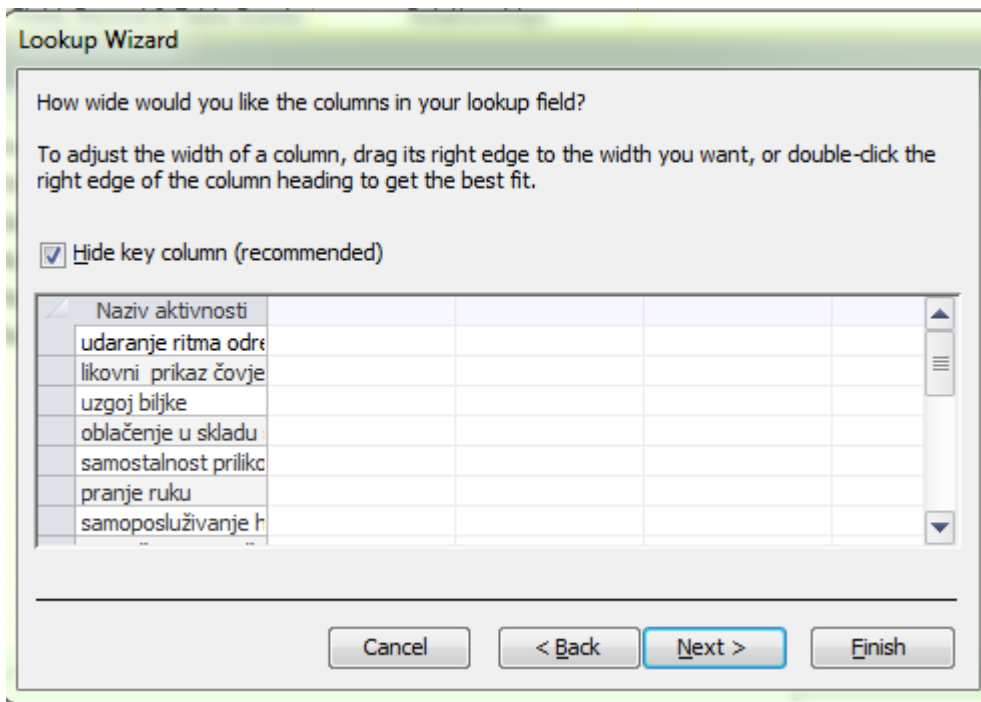 Lookup Wizard
How wide would you like the columns in your lookup field?
To adjust the width of a column, drag its right edge to the width you want, or double-click the
right edge of the column heading to get the best fit.
Hide key column (recommended)
Naziv aktivnosti
udaranje ritma odre
likovni prikaz čovje
uzgoj biljke
oblačenje u skladu
samostalnost priliko
pranje ruku
samoposluživanje h
Cancel
< Back
Next >
Finish